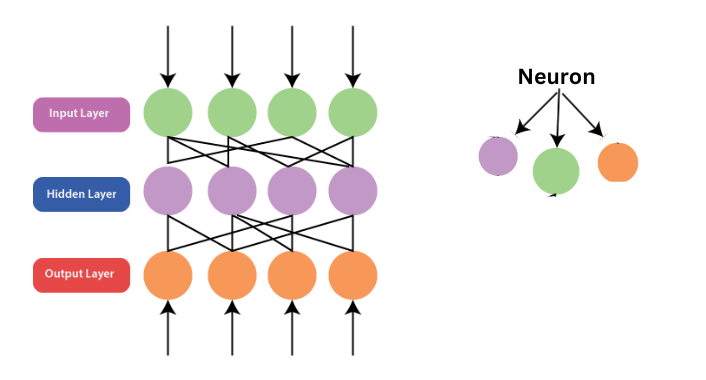 Neuron
Input Layer
Hidden Layer
Output Layer